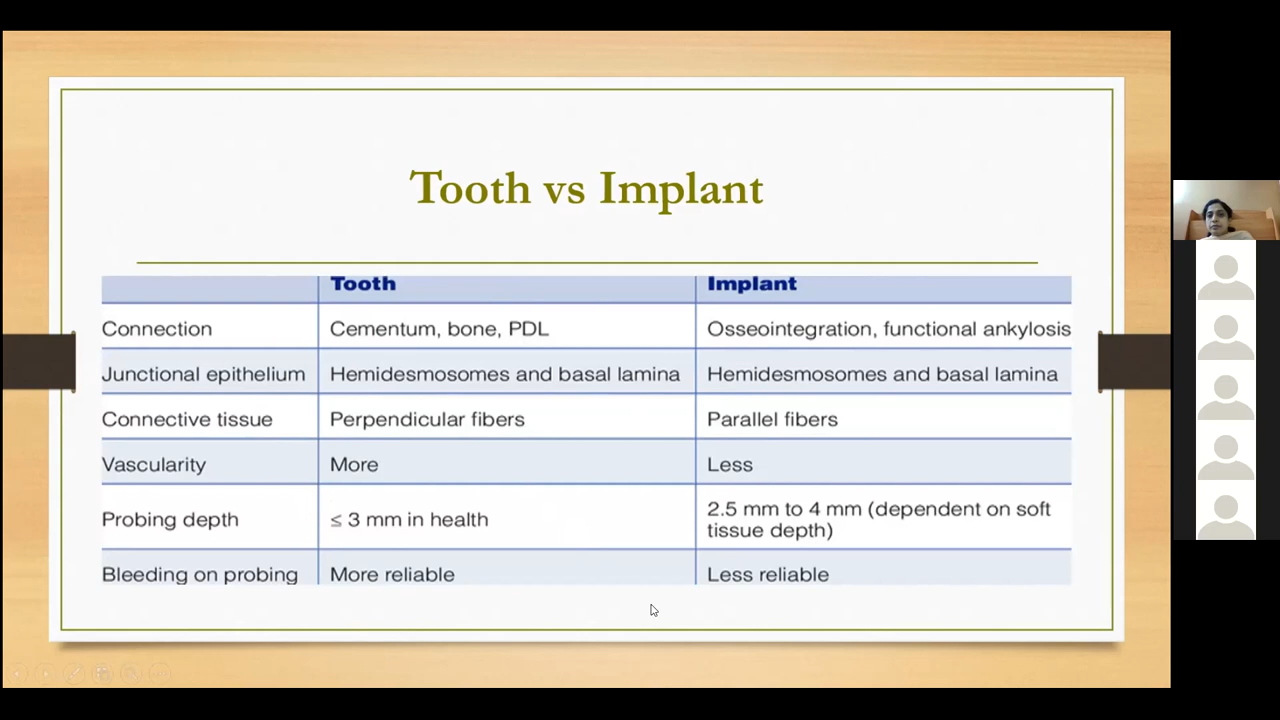 Tooth vs Implant
Tooth Implant
Connection Cementum, bone, PDL Osseointegration, functional ankylosis
Junctional epithelium Hemidesmosomes and basal lamina Hemidesmosomes and basal lamina
Connective tissue Perpendicular fibers Parallel fibers
Vascularity More Less
Probing depth ≤ 3 mm in health 2.5 mm to 4 mm (dependent on soft
tissue depth)
Bleeding on probing More reliable Less reliable